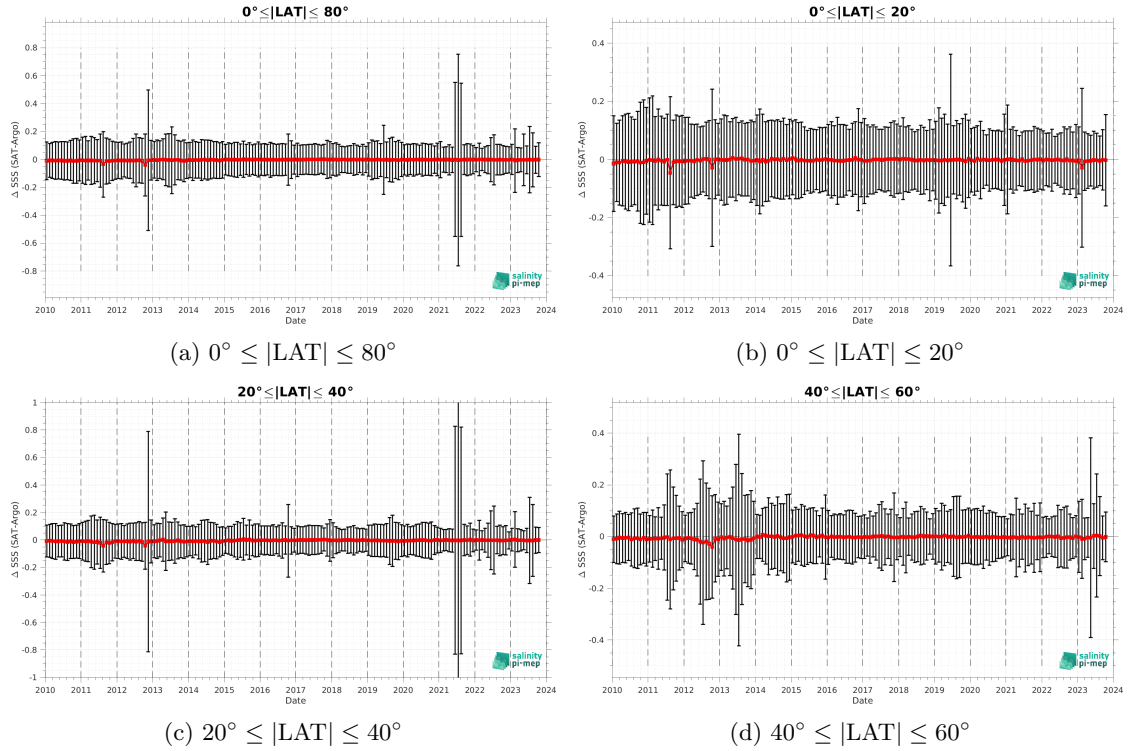 0°≤|LAT|≤ 80°
0.8
0.6
0.4
0.2
0
-0.2
-0.4
-0.6
-0.8
Δ SSS (SAT-Argo)
2010 2011 2012 2013 2014 2015 2016 2017 2018 2019 2020 2021 2022 2023 2024
Date
salinity
pi-mep
(a) 0° ≤ |LAT| ≤ 80°
0°≤|LAT|≤ 20°
0.4
0.2
0
-0.2
-0.4
Δ SSS (SAT-Argo)
2010 2011 2012 2013 2014 2015 2016 2017 2018 2019 2020 2021 2022 2023 2024
Date
salinity
pi-mep
(b) 0° ≤ |LAT| ≤ 20°
20°≤|LAT|≤ 40°
1
0.8
0.6
0.4
0.2
0
-0.2
-0.4
-0.6
-0.8
-1
Δ SSS (SAT-Argo)
2010 2011 2012 2013 2014 2015 2016 2017 2018 2019 2020 2021 2022 2023 2024
Date
salinity
pi-mep
(c) 20° ≤ |LAT| ≤ 40°
40°≤|LAT|≤ 60°
0.4
0.2
0
-0.2
-0.4
Δ SSS (SAT-Argo)
2010 2011 2012 2013 2014 2015 2016 2017 2018 2019 2020 2021 2022 2023 2024
Date
salinity
pi-mep
(d) 40° ≤ |LAT| ≤ 60°